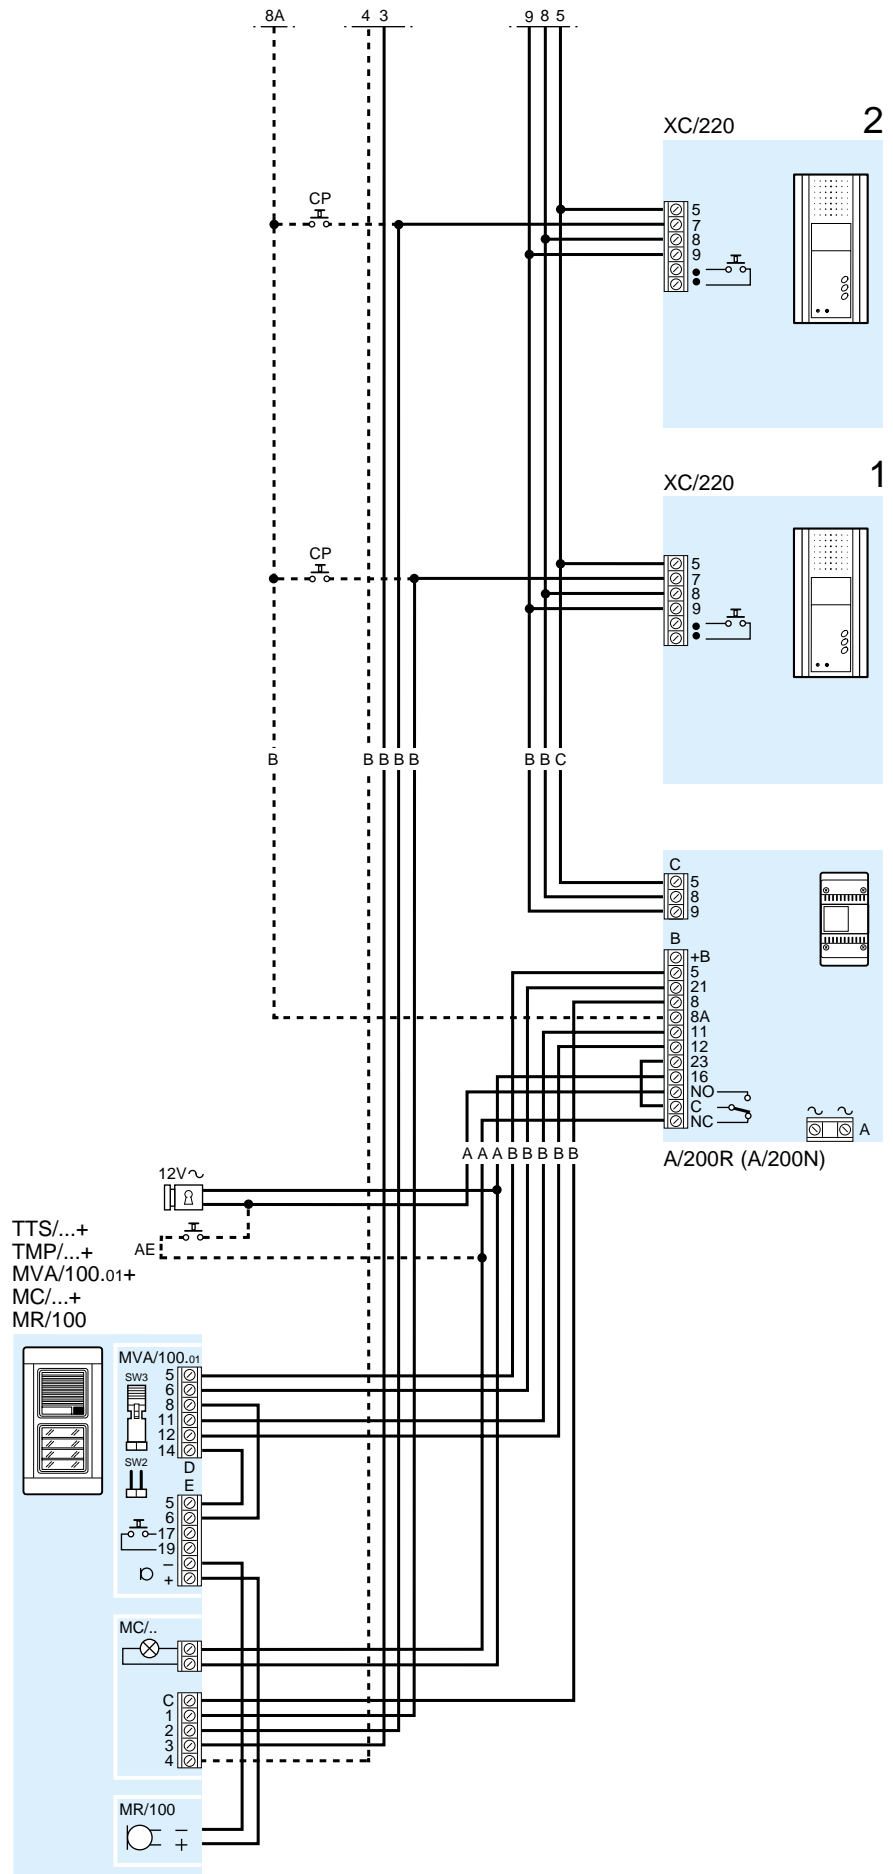 8A 4 3 9 8 5
XC/220 2
CP
5
7
8
9
XC/220 1
CP
5
7
8
9
B B B B B B B C
C
5
8
9
B
+B
5
21
8
8A
11
12
23
16
NO
C
NC
A
A A A B B B B B
A/200R (A/200N)
12V~
AE
TTS/...+
TMP/...+
MVA/100.01+
MC/...+
MR/100
MVA/100.01
SW3
5
6
8
11
12
14
SW2
D
E
5
6
17
19
–
+
MC/..
C
1
2
3
4
MR/100
–
+